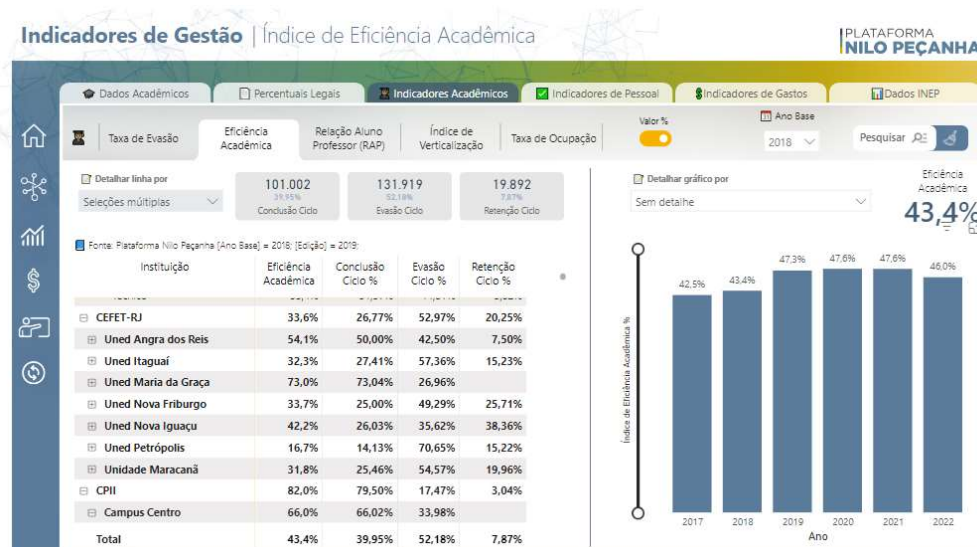 Indicadores de Gestão | Índice de Eficiência Acadêmica
PLATAFORMA
NILO PEÇANHA
Dados Acadêmicos
Percentuais Legais
Indicadores Acadêmicos
Indicadores de Pessoal
Indicadores de Gastos
Dados INEP
Taxa de Evasão
Eficiência
Acadêmica
Relação Aluno
Professor (RAP)
Índice de
Verticalização
Taxa de Ocupação
Valor %
Ano Base
2018
Pesquisar
Detalhar linha por
Seleções múltiplas
101.002
39,95%
Conclusão Ciclo
131.919
52,18%
Evasão Ciclo
19.892
7,87%
Retenção Ciclo
Detalhar gráfico por
Sem detalhe
Eficiência
Acadêmica
43,4%
Fonte: Plataforma Nilo Peçanha [Ano Base] = 2018; [Edição] = 2019;
Instituição Eficiência Acadêmica Conclusão Ciclo % Evasão Ciclo % Retenção Ciclo %
CEFET-RJ 33,6% 26,77% 52,97% 20,25%
Uned Angra dos Reis 54,1% 50,00% 42,50% 7,50%
Uned Itaguaí 32,3% 27,41% 57,36% 15,23%
Uned Maria da Graça 73,0% 73,04% 26,96%
Uned Nova Friburgo 33,7% 25,00% 49,29% 25,71%
Uned Nova Iguaçu 42,2% 26,03% 35,62% 38,36%
Uned Petrópolis 16,7% 14,13% 70,65% 15,22%
Unidade Maracanã 31,8% 25,46% 54,57% 19,96%
CPII 82,0% 79,50% 17,47% 3,04%
Campus Centro 66,0% 66,02% 33,98%
Total 43,4% 39,95% 52,18% 7,87%
Índice de Eficiência Acadêmica %
42,5% 43,4% 47,3% 47,6% 47,6% 46,0%
2017 2018 2019 2020 2021 2022
Ano